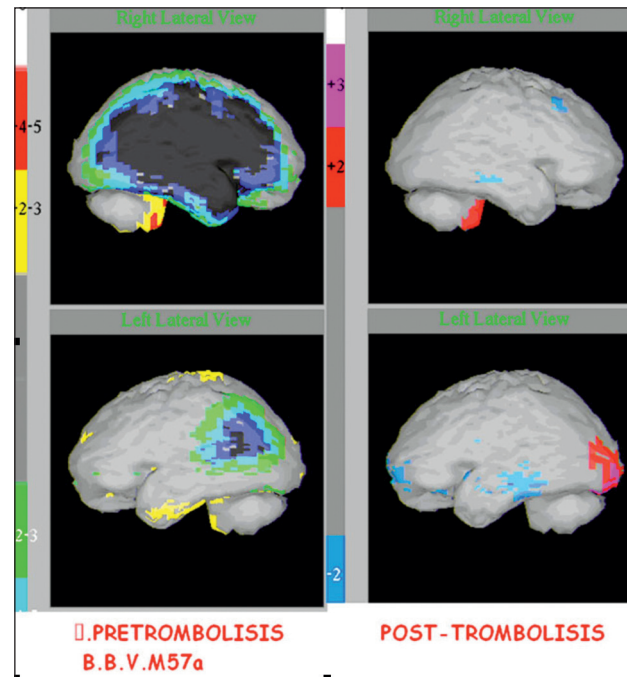 Right Lateral View
Right Lateral View
-4-5
-2-3
+3
+2
Left Lateral View
Left Lateral View
2-3
-2
.PRETROMBOLISIS
B.B.V.M57a
POST-TROMBOLISIS